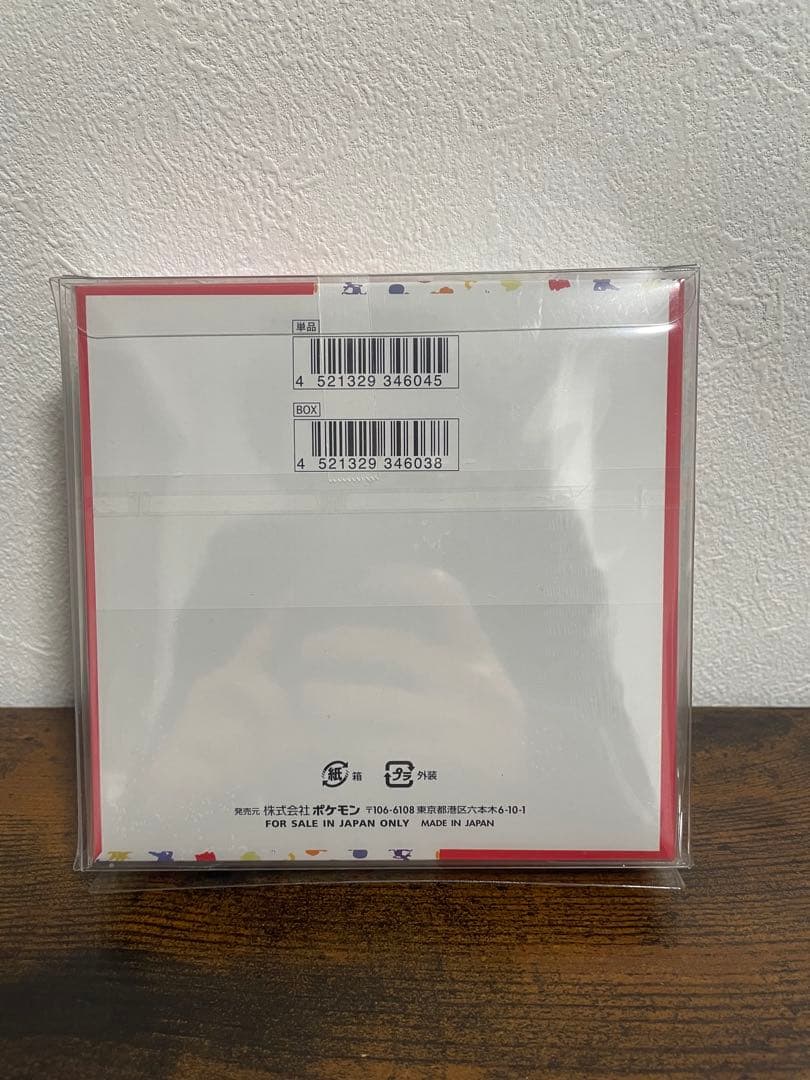 単品
4 521329 346045
BOX
4 521329 346038
紙 箱 プラ 外装
発売元 株式会社 ポケモン 〒106-6108 東京都港区六本木6-10-1
FOR SALE IN JAPAN ONLY MADE IN JAPAN